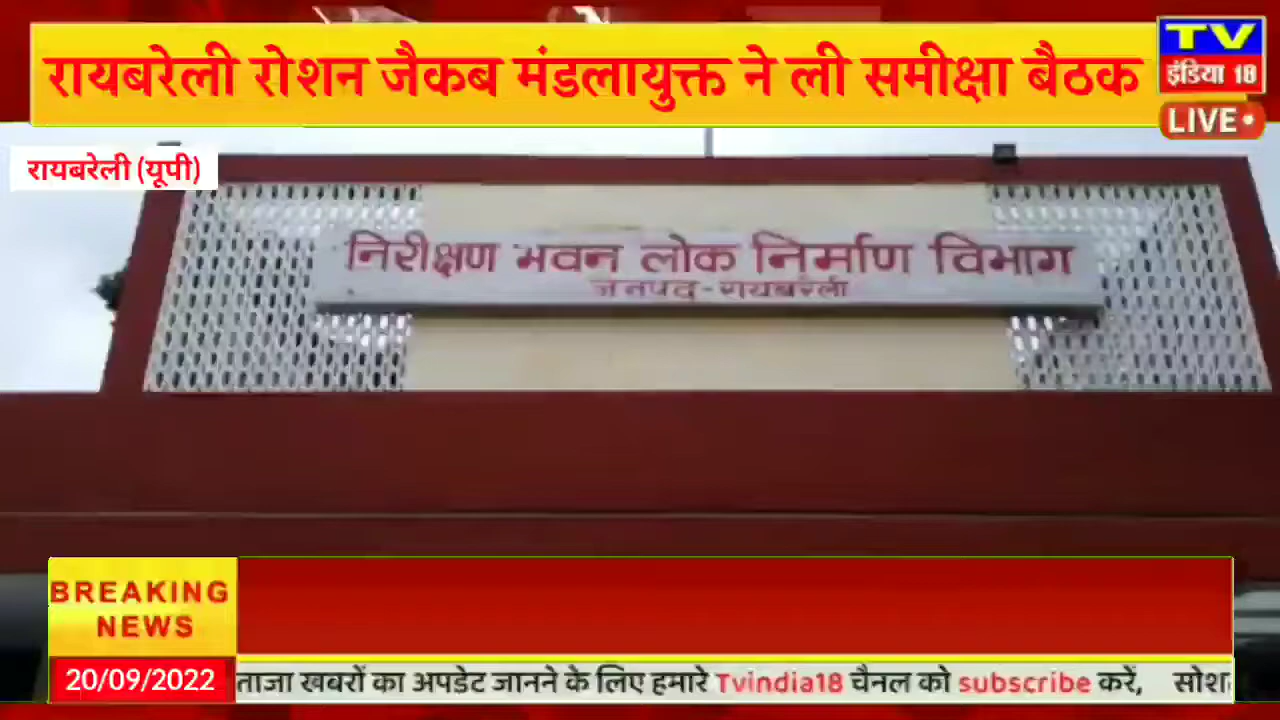 रायबरेली रोशन जैकब मंडलायुक्त ने ली समीक्षा बैठक
TV
इंडिया 18
LIVE
रायबरेली (यूपी)
निरीक्षण भवन लोक निर्माण विभाग
जनपद-रायबरेली
BREAKING
NEWS
20/09/2022
ताजा खबरों का अपडेट जानने के लिए हमारे Tvindia18 चैनल को subscribe करें,